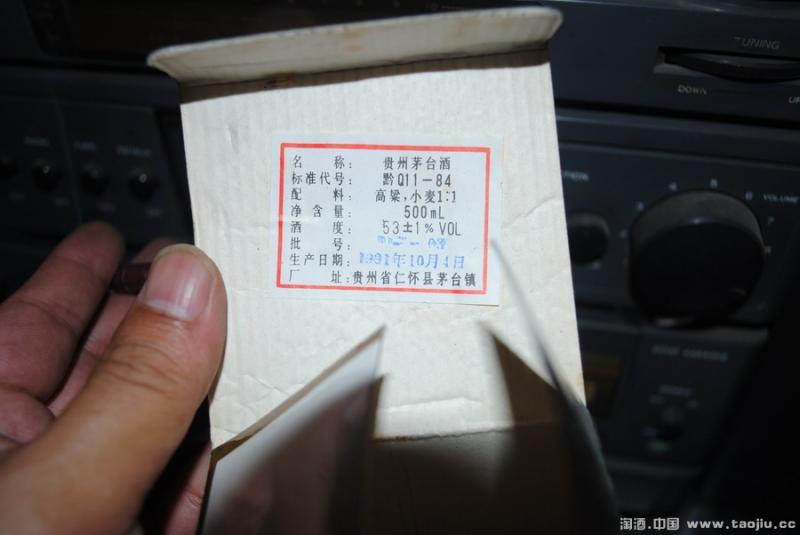 TUNING
DOWN
VOLUME
名 称： 贵州茅台酒
标准代号： 黔Q11-84
配 料： 高粱，小麦1:1
净含量： 500mL
酒 度： 53±1％VOL
批 号：
生产日期： 1991年10月4日
厂 址：贵州省仁怀县茅台镇
淘酒.中国 www.taojiu.cc